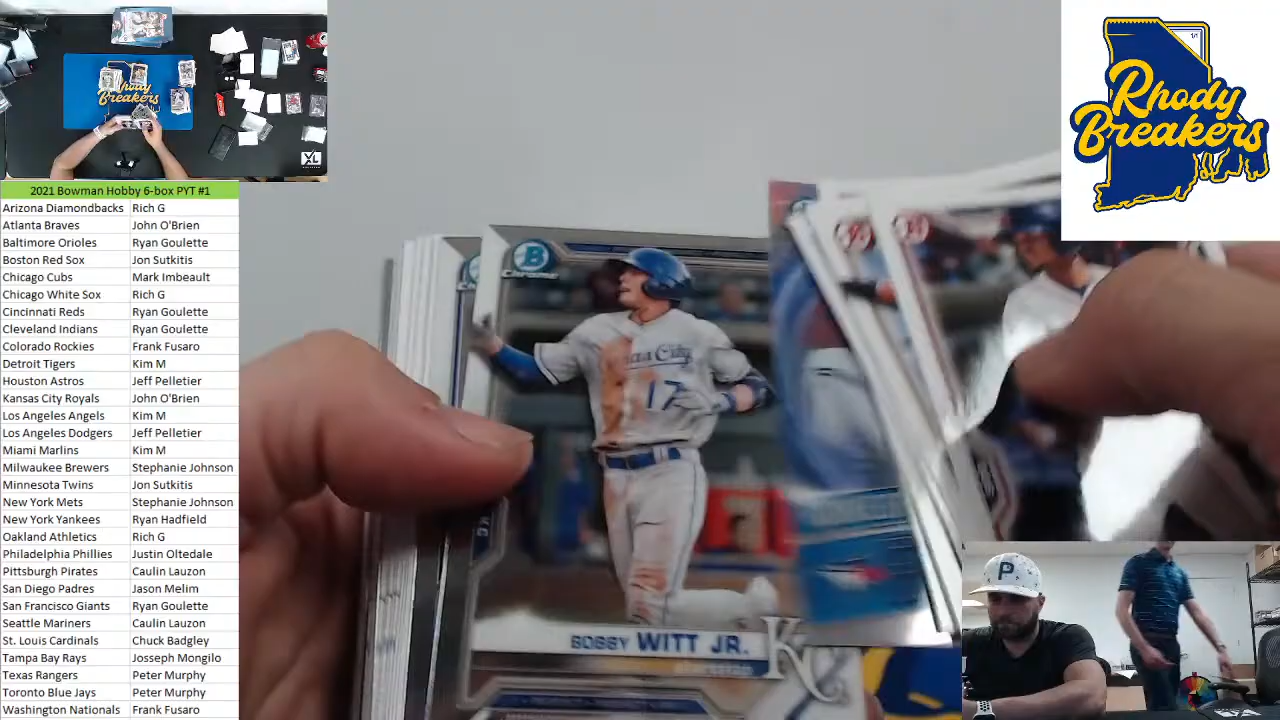 2021 Bowman Hobby 6-box PYT #1
Arizona Diamondbacks Rich G
Atlanta Braves John O'Brien
Baltimore Orioles Ryan Goulette
Boston Red Sox Jon Sutkitis
Chicago Cubs Mark Imbeault
Chicago White Sox Rich G
Cincinnati Reds Ryan Goulette
Cleveland Indians Ryan Goulette
Colorado Rockies Frank Fusaro
Detroit Tigers Kim M
Houston Astros Jeff Pelletier
Kansas City Royals John O'Brien
Los Angeles Angels Kim M
Los Angeles Dodgers Jeff Pelletier
Miami Marlins Kim M
Milwaukee Brewers Stephanie Johnson
Minnesota Twins Jon Sutkitis
New York Mets Stephanie Johnson
New York Yankees Ryan Hadfield
Oakland Athletics Rich G
Philadelphia Phillies Justin Oltedale
Pittsburgh Pirates Caulin Lauzon
San Diego Padres Jason Melim
San Francisco Giants Ryan Goulette
Seattle Mariners Caulin Lauzon
St. Louis Cardinals Chuck Badgley
Tampa Bay Rays Josseph Mongilo
Texas Rangers Peter Murphy
Toronto Blue Jays Peter Murphy
Washington Nationals Frank Fusaro
Rhody
Breakers
XL
B
Chrome
City
17
BOBBY WITT JR.
KC
Rhody
Breakers
1/1
P